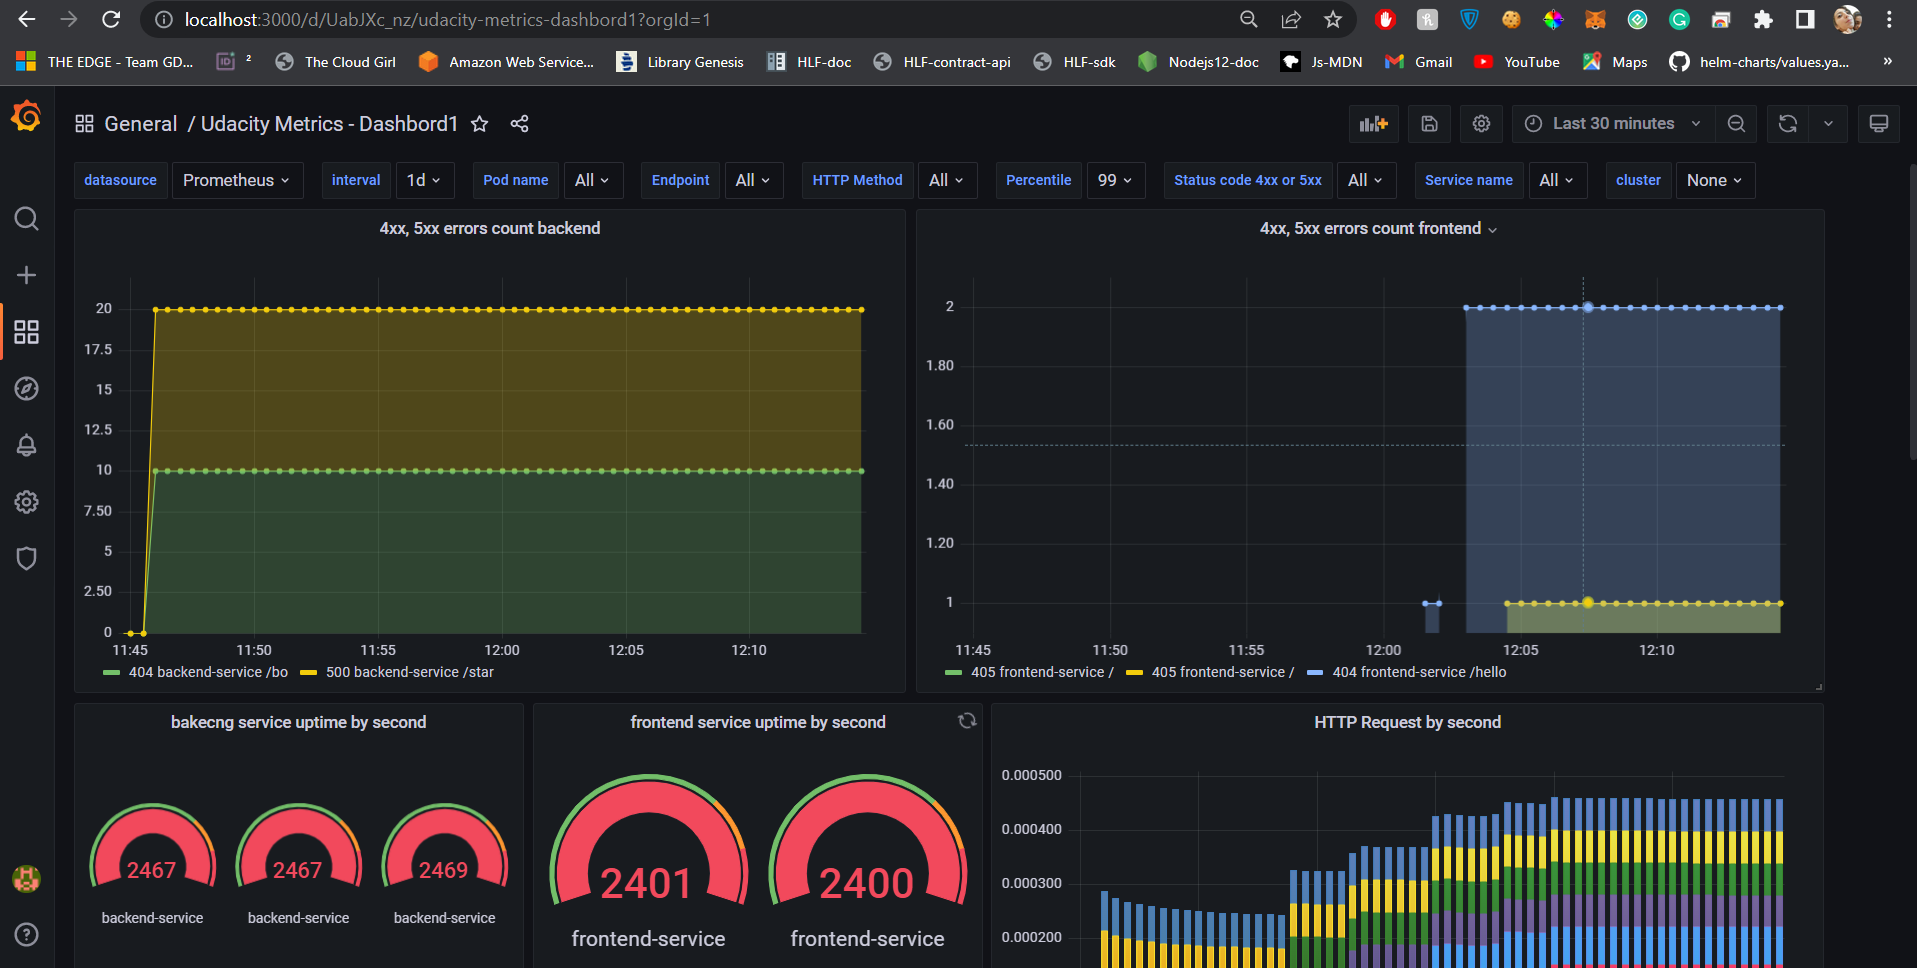 localhost:3000/d/UabJXc_nz/udacity-metrics-dashbord1?orgId=1
THE EDGE - Team GD...
ID 2
The Cloud Girl
Amazon Web Service...
Library Genesis
HLF-doc
HLF-contract-api
HLF-sdk
Nodejs12-doc
Js-MDN
Gmail
YouTube
Maps
helm-charts/values.ya...
»
General / Udacity Metrics - Dashbord1
Last 30 minutes
datasource Prometheus
interval 1d
Pod name All
Endpoint All
HTTP Method All
Percentile 99
Status code 4xx or 5xx All
Service name All
cluster None
4xx, 5xx errors count backend
20
17.5
15
12.5
10
7.50
5
2.50
0
11:45 11:50 11:55 12:00 12:05 12:10
404 backend-service /bo 500 backend-service /star
4xx, 5xx errors count frontend
2
1.80
1.60
1.40
1.20
1
11:45 11:50 11:55 12:00 12:05 12:10
405 frontend-service / 405 frontend-service / 404 frontend-service /hello
bakecng service uptime by second
2467 2467 2469
backend-service backend-service backend-service
frontend service uptime by second
2401 2400
frontend-service frontend-service
HTTP Request by second
0.000500
0.000400
0.000300
0.000200